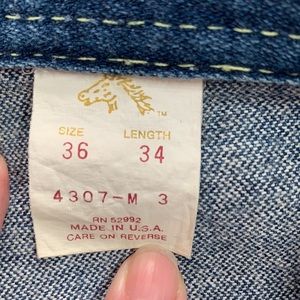 TM
SIZE LENGTH
36 34
4307-M 3
RN 52992
MADE IN U.S.A.
CARE ON REVERSE